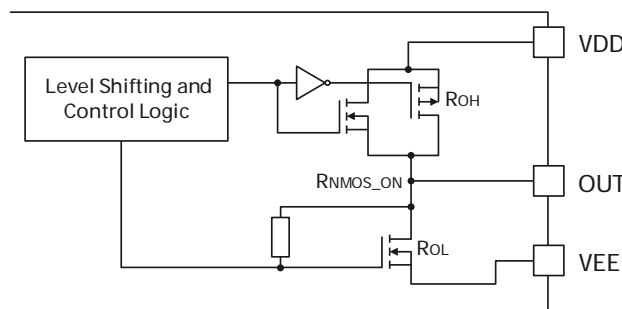 VDD
Level Shifting and
Control Logic
ROH
RNMOS_ON
OUT
ROL
VEE